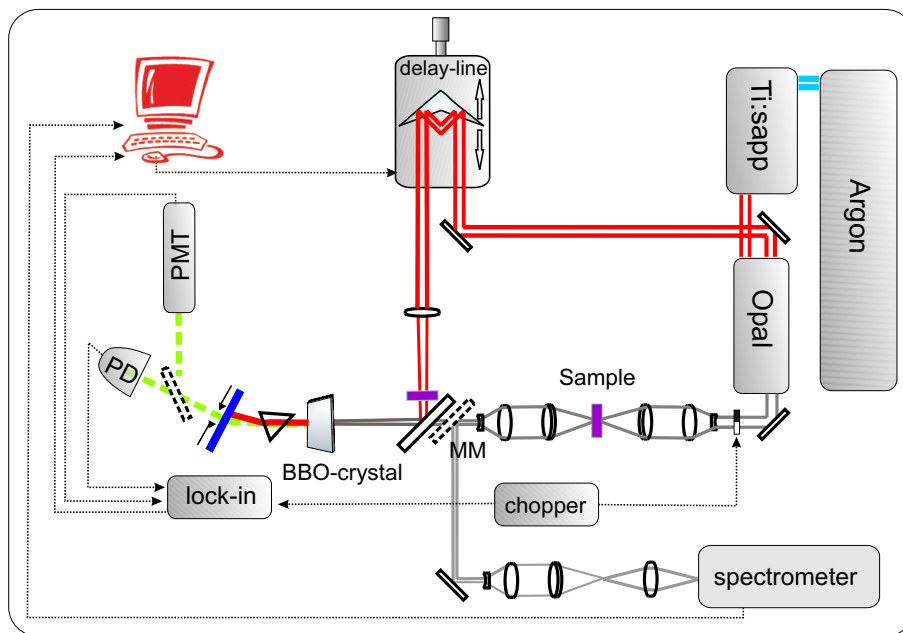 delay-line
Ti:sapp
Argon
PMT
Opal
PD
Sample
MM
BBO-crystal
lock-in
chopper
spectrometer